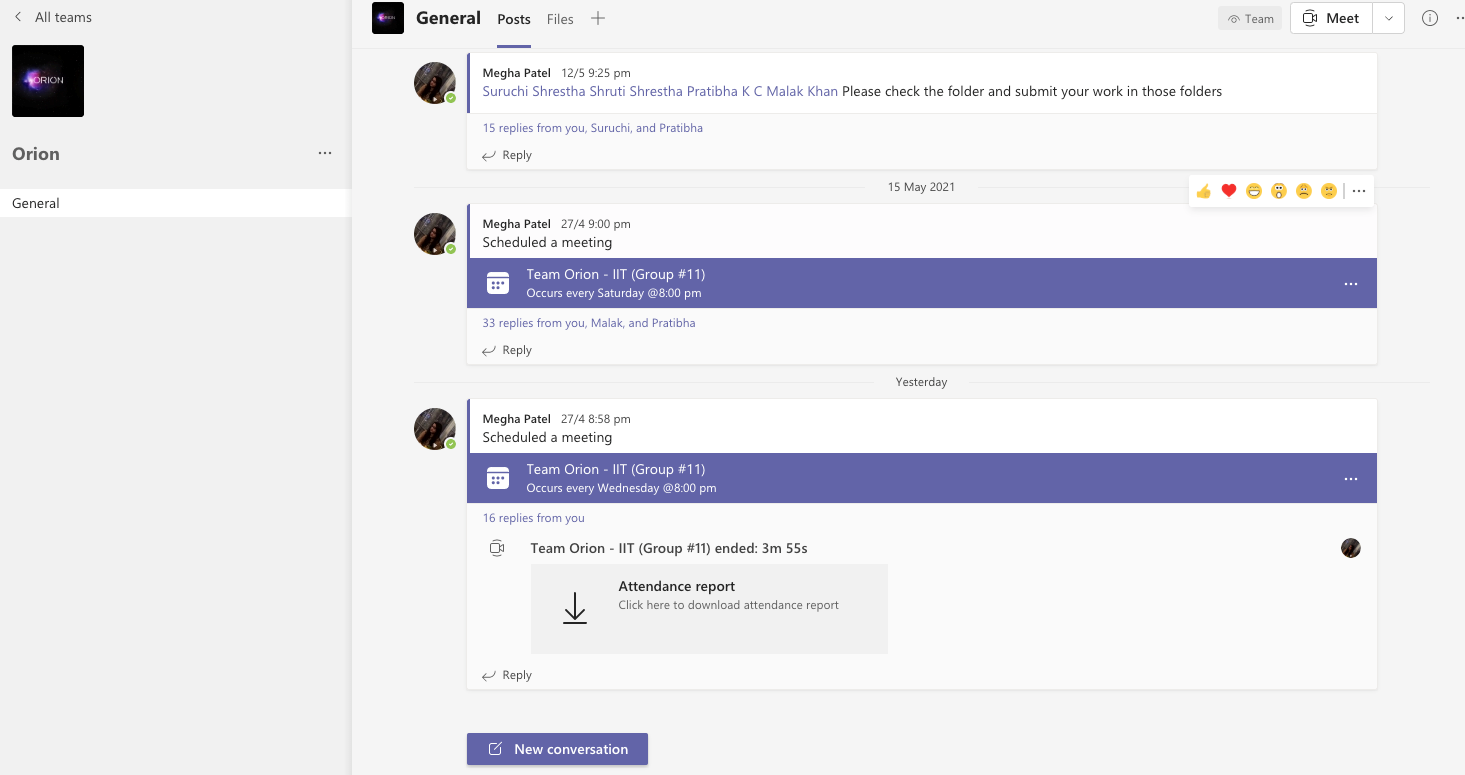 All teams
ORION
Orion
...
General
General
Posts
Files
Team
Meet
Megha Patel 12/5 9:25 pm
Suruchi Shrestha Shruti Shrestha Pratibha K C Malak Khan Please check the folder and submit your work in those folders
15 replies from you, Suruchi, and Pratibha
Reply
15 May 2021
Megha Patel 27/4 9:00 pm
Scheduled a meeting
Team Orion - IIT (Group #11)
Occurs every Saturday @8:00 pm
33 replies from you, Malak, and Pratibha
Reply
Yesterday
Megha Patel 27/4 8:58 pm
Scheduled a meeting
Team Orion - IIT (Group #11)
Occurs every Wednesday @8:00 pm
16 replies from you
Team Orion - IIT (Group #11) ended: 3m 55s
Attendance report
Click here to download attendance report
Reply
New conversation